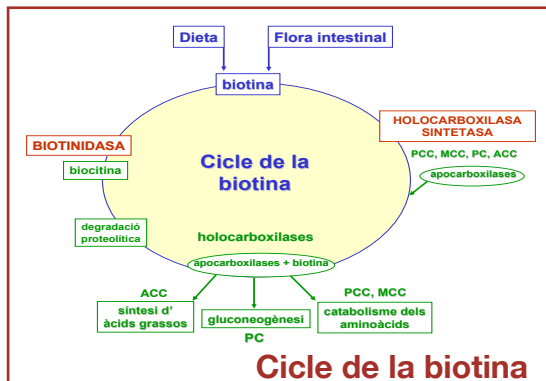 Dieta
Flora intestinal
biotina
HOLOCARBOXILASA
SINTETASA
BIOTINIDASA
biocitina
PCC, MCC, PC, ACC
apocarboxilases
Cicle de la
biotina
degradació
proteolítica
holocarboxilases
apocarboxilases + biotina
ACC
síntesi d'
àcids grassos
gluconeogènesi
PC
PCC, MCC
catabolisme dels
aminoàcids
Cicle de la biotina